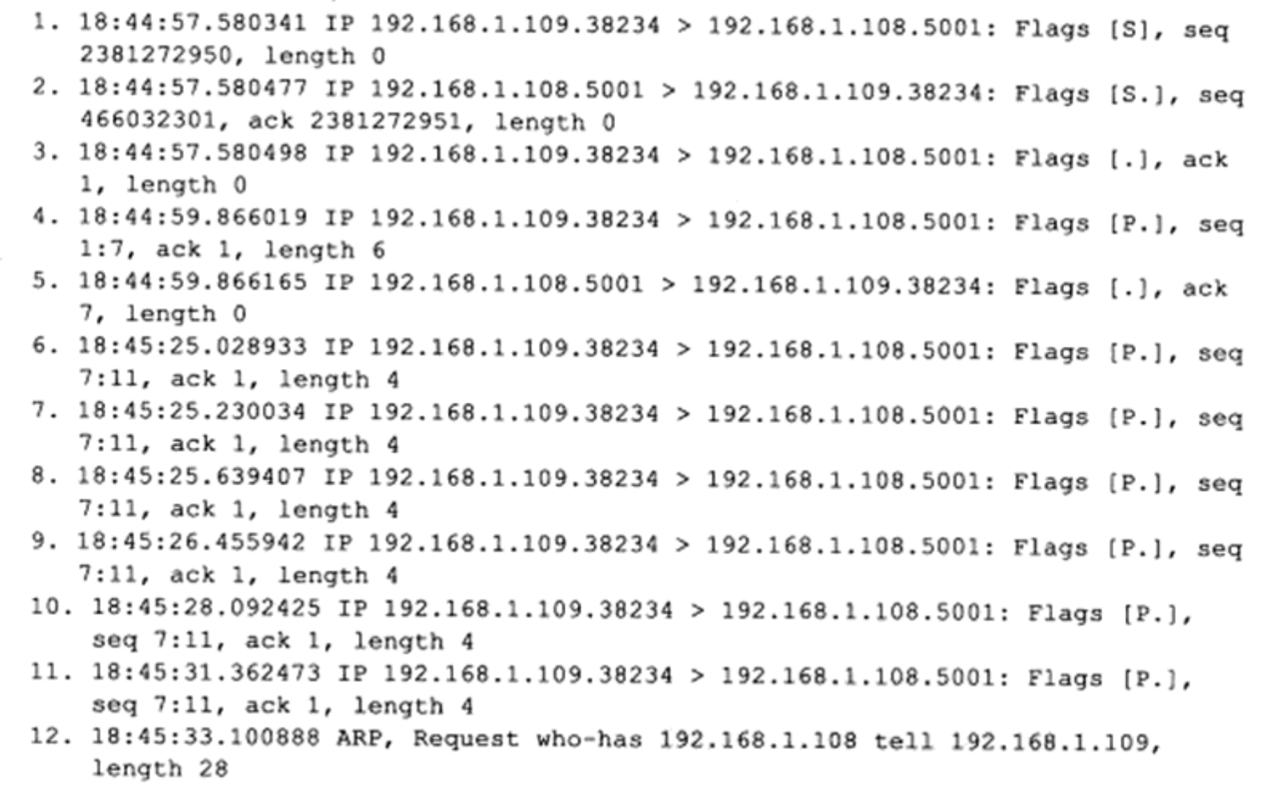 1. 18:44:57.580341 IP 192.168.1.109.38234 > 192.168.1.108.5001: Flags [S], seq
2381272950, length 0
2. 18:44:57.580477 IP 192.168.1.108.5001 > 192.168.1.109.38234: Flags [S.], seq
466032301, ack 2381272951, length 0
3. 18:44:57.580498 IP 192.168.1.109.38234 > 192.168.1.108.5001: Flags [.], ack
1, length 0
4. 18:44:59.866019 IP 192.168.1.109.38234 > 192.168.1.108.5001: Flags [P.], seq
1:7, ack 1, length 6
5. 18:44:59.866165 IP 192.168.1.108.5001 > 192.168.1.109.38234: Flags [.], ack
7, length 0
6. 18:45:25.028933 IP 192.168.1.109.38234 > 192.168.1.108.5001: Flags [P.], seq
7:11, ack 1, length 4
7. 18:45:25.230034 IP 192.168.1.109.38234 > 192.168.1.108.5001: Flags [P.], seq
7:11, ack 1, length 4
8. 18:45:25.639407 IP 192.168.1.109.38234 > 192.168.1.108.5001: Flags [P.], seq
7:11, ack 1, length 4
9. 18:45:26.455942 IP 192.168.1.109.38234 > 192.168.1.108.5001: Flags [P.], seq
7:11, ack 1, length 4
10. 18:45:28.092425 IP 192.168.1.109.38234 > 192.168.1.108.5001: Flags [P.],
seq 7:11, ack 1, length 4
11. 18:45:31.362473 IP 192.168.1.109.38234 > 192.168.1.108.5001: Flags [P.],
seq 7:11, ack 1, length 4
12. 18:45:33.100888 ARP, Request who-has 192.168.1.108 tell 192.168.1.109,
length 28